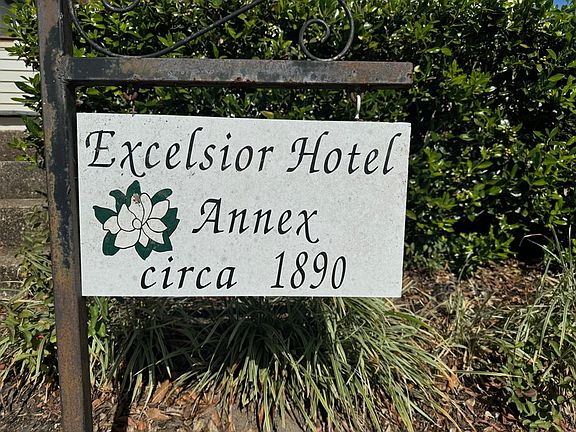 Excelsior Hotel
Annex
circa 1890